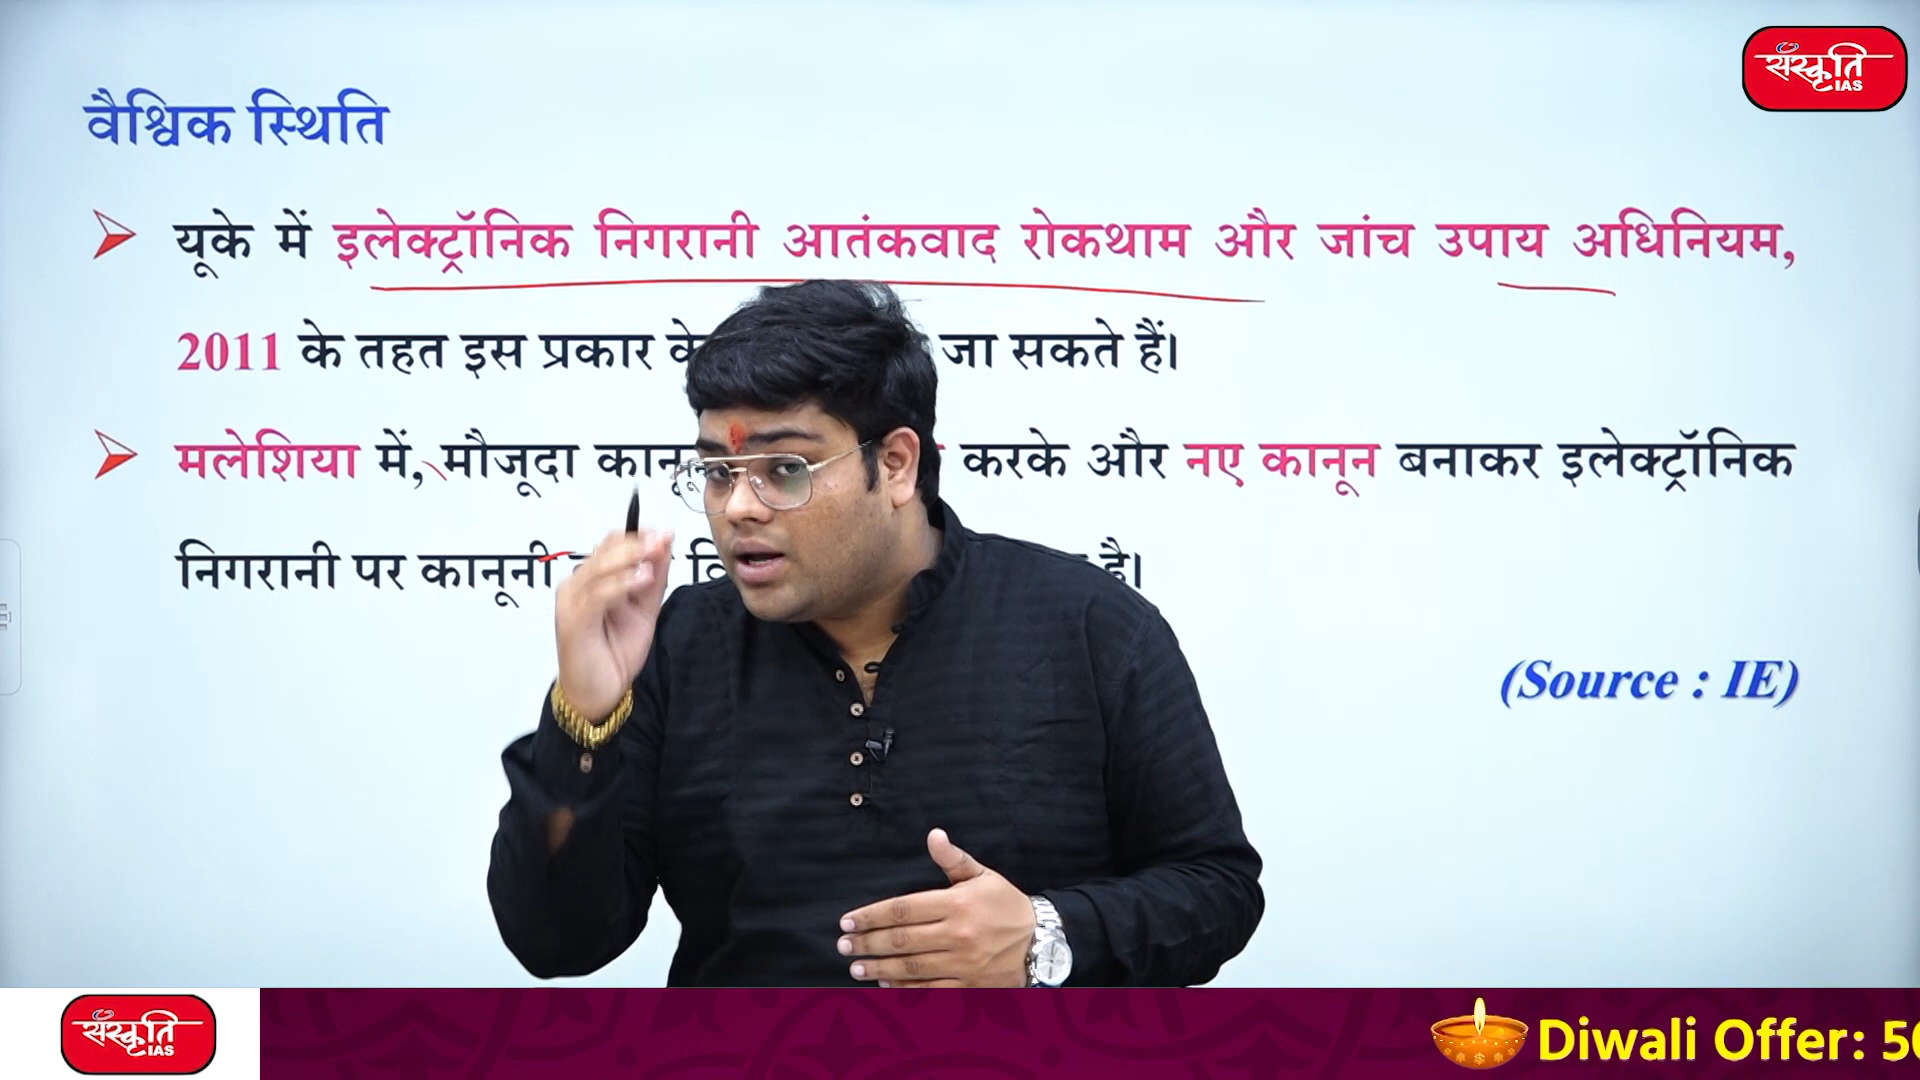 संस्कृति
IAS
वैश्विक स्थिति
यूके में इलेक्ट्रॉनिक निगरानी आतंकवाद रोकथाम और जांच उपाय अधिनियम,
2011 के तहत इस प्रकार के जा सकते हैं।
मलेशिया में, मौजूदा करके और नए कानून बनाकर इलेक्ट्रॉनिक
निगरानी पर कानूनी है।
(Source : IE)
संस्कृति
IAS
Diwali Offer: